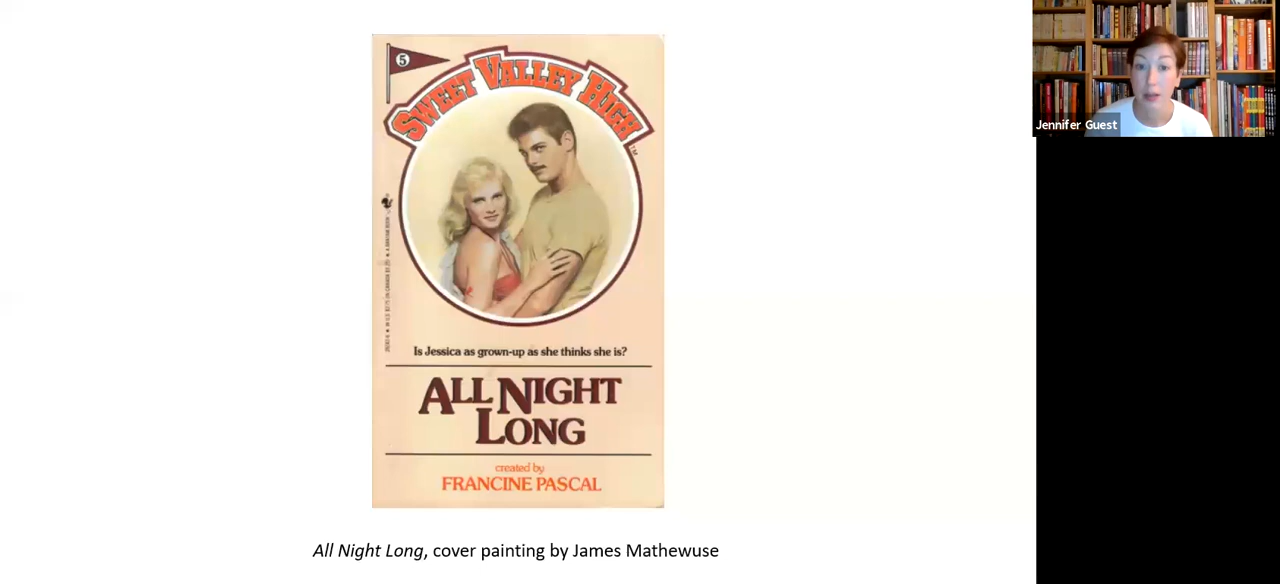 5
SWEET VALLEY HIGH™
Is Jessica as grown-up as she thinks she is?
ALL NIGHT
LONG
created by
FRANCINE PASCAL
All Night Long, cover painting by James Mathewuse
Jennifer Guest